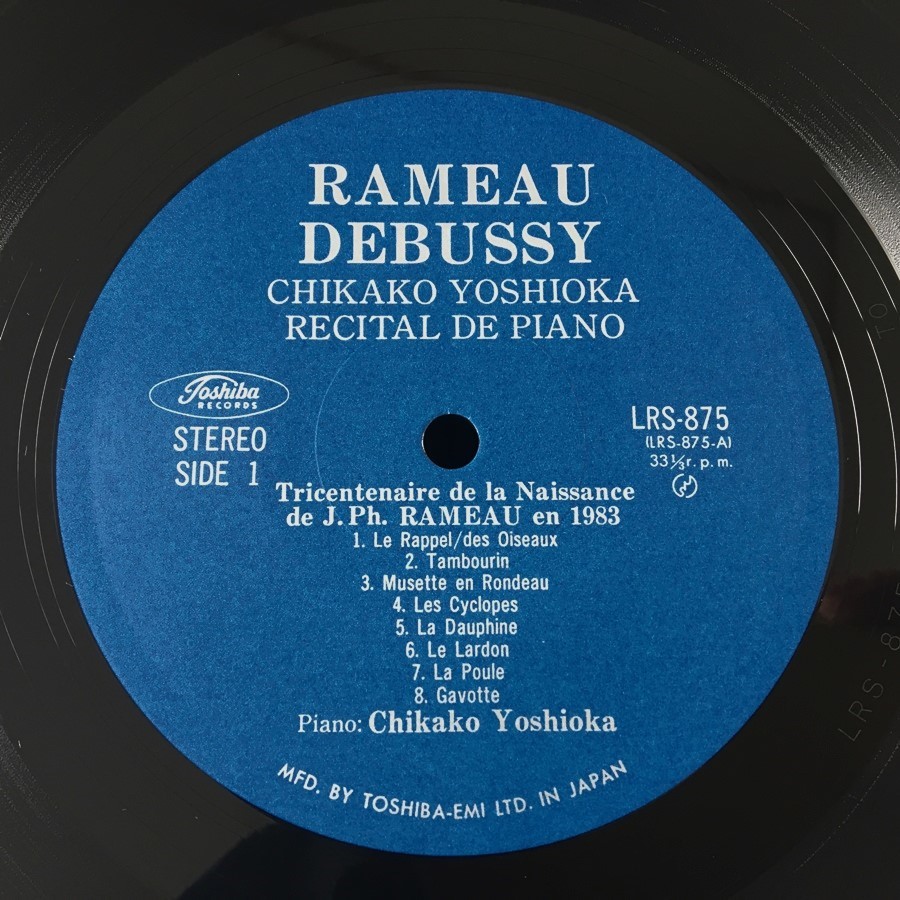 RAMEAU
DEBUSSY
CHIKAKO YOSHIOKA
RECITAL DE PIANO
Toshiba
RECORDS
STEREO
SIDE 1
LRS-875
(LRS-875-A)
33⅓r.p.m.
Tricentenaire de la Naissance
de J.Ph. RAMEAU en 1983
1. Le Rappel/des Oiseaux
2. Tambourin
3. Musette en Rondeau
4. Les Cyclopes
5. La Dauphine
6. Le Lardon
7. La Poule
8. Gavotte
Piano: Chikako Yoshioka
MFD. BY TOSHIBA-EMI LTD. IN JAPAN
TO
LRS-875